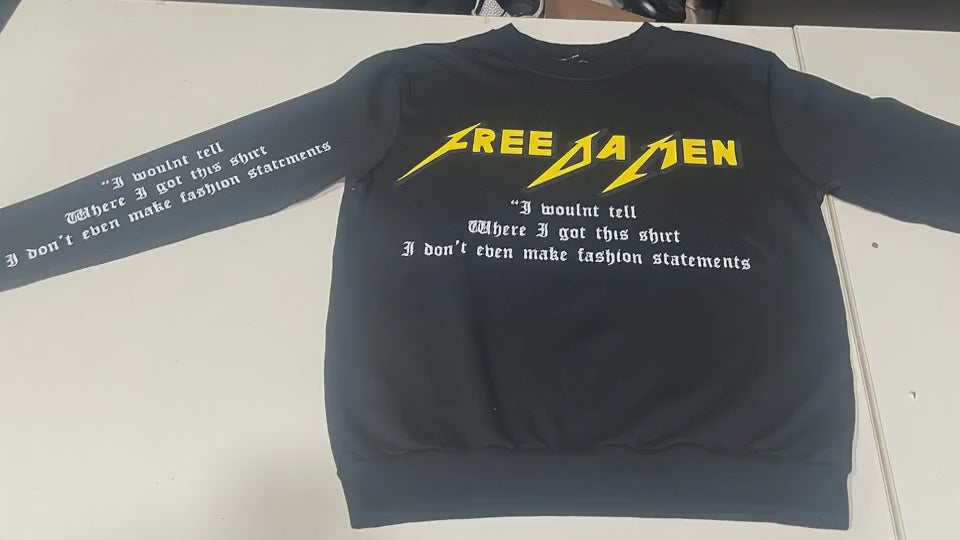 FREE DA MEN
“I woulnt tell
Where I got this shirt
I don't even make fashion statements
“I woulnt tell
Where I got this shirt
I don't even make fashion statements